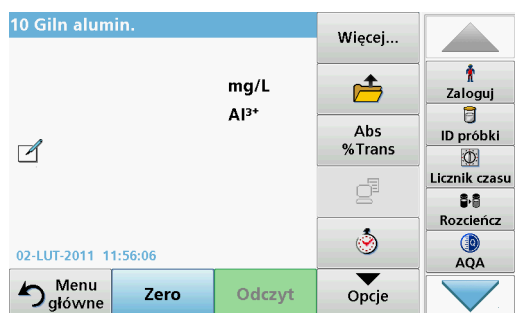 10 Giln alumin.
mg/L
Al³⁺
02-LUT-2011 11:56:06
Menu
główne
Zero
Odczyt
Więcej...
Abs
%Trans
Opcje
Zaloguj
ID próbki
Licznik czasu
Rozcieńcz
AQA